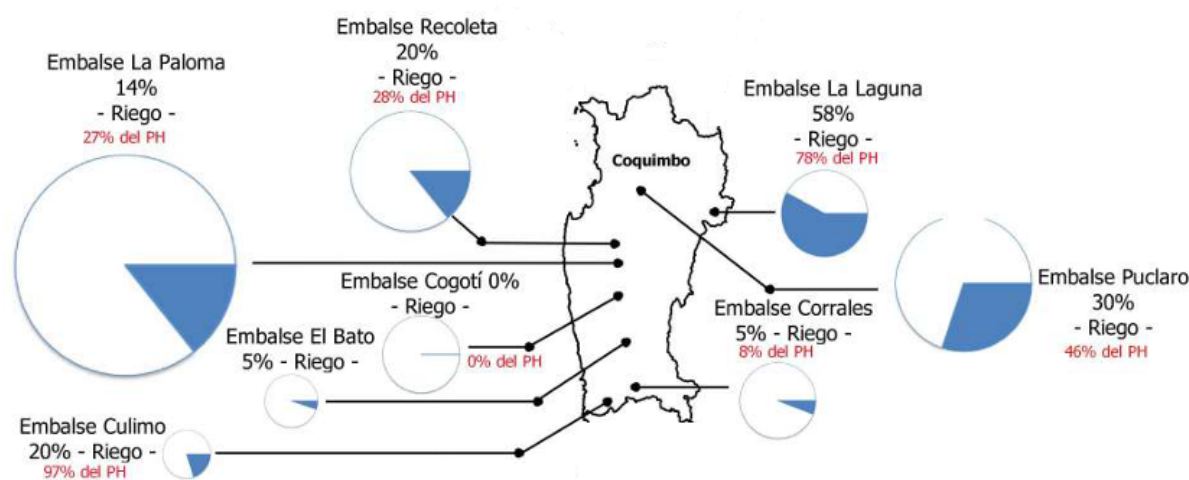 Embalse La Paloma
14%
- Riego -
27% del PH
Embalse Recoleta
20%
- Riego -
28% del PH
Coquimbo
Embalse La Laguna
58%
- Riego -
78% del PH
Embalse Puclaro
30%
- Riego -
46% del PH
Embalse Cogotí 0%
- Riego -
0% del PH
Embalse Corrales
5% - Riego -
8% del PH
Embalse El Bato
5% - Riego -
Embalse Culimo
20% - Riego -
97% del PH